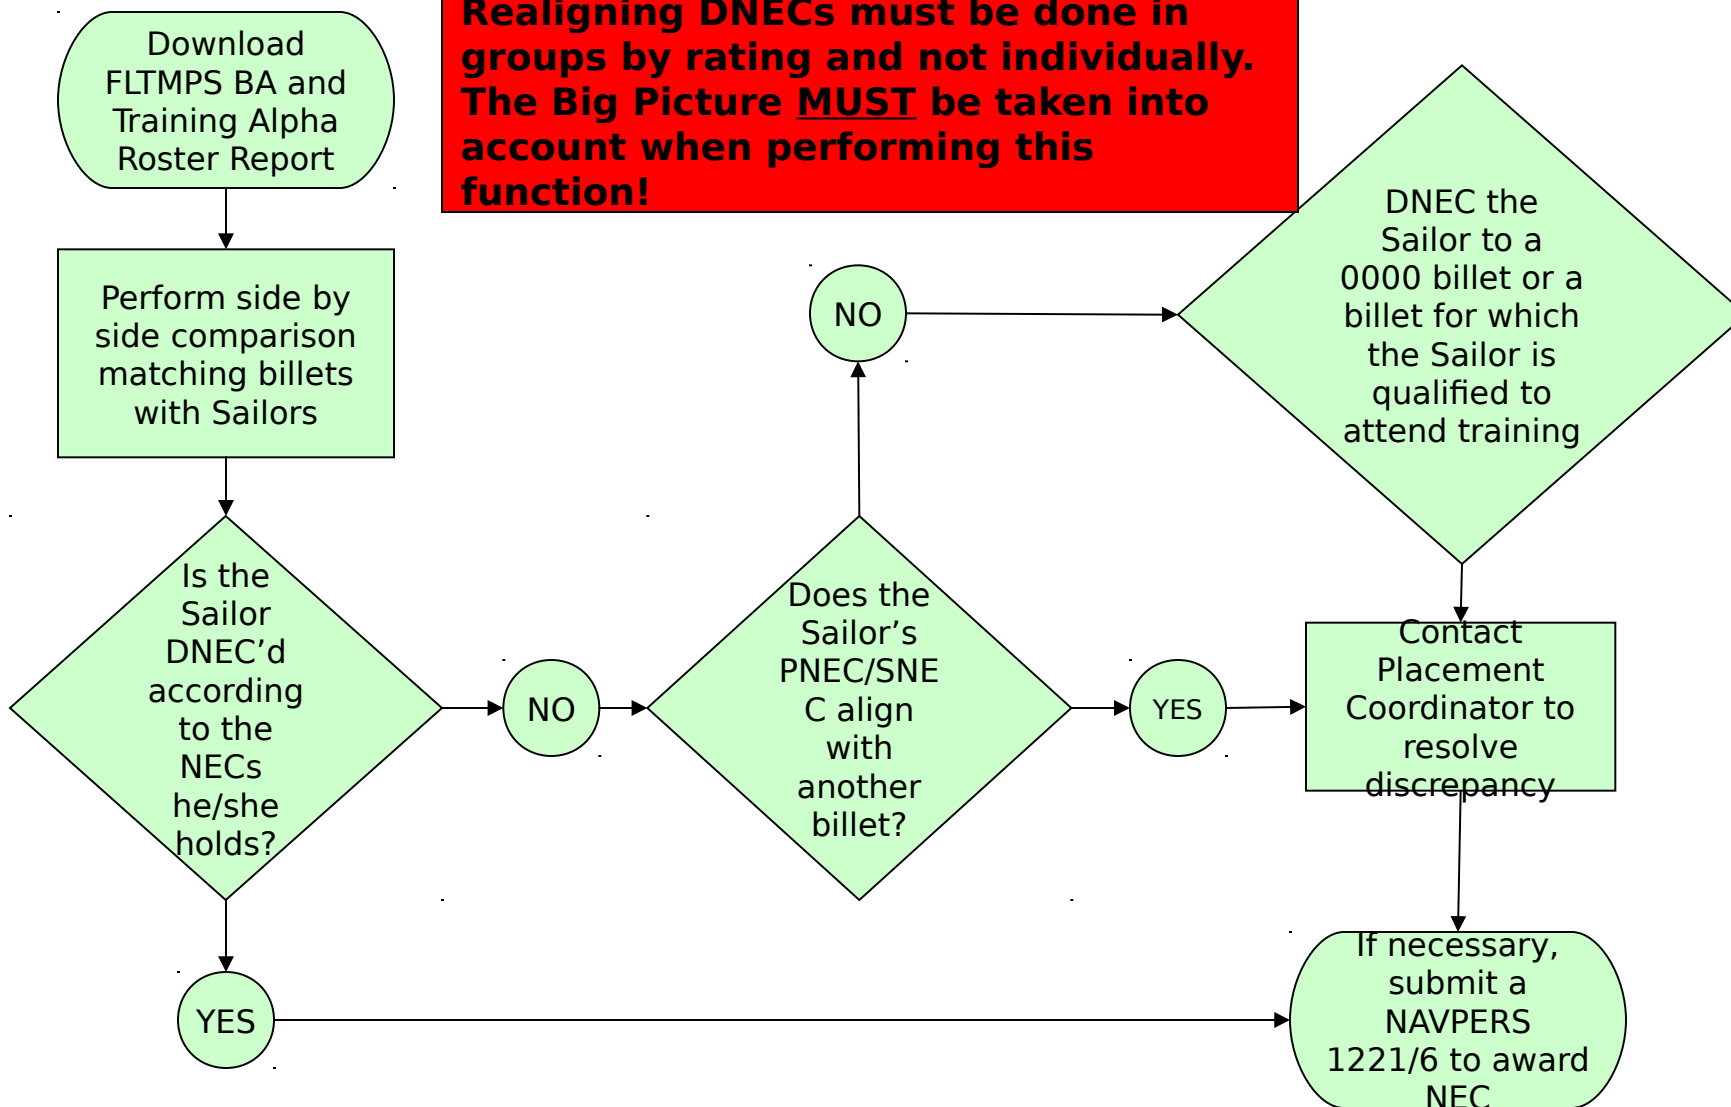 Download
FLTMPS BA and
Training Alpha
Roster Report
Realigning DNECs must be done in
groups by rating and not individually.
The Big Picture MUST be taken into
account when performing this
function!
Perform side by
side comparison
matching billets
with Sailors
NO
DNEC the
Sailor to a
0000 billet or a
billet for which
the Sailor is
qualified to
attend training
Is the
Sailor
DNEC’d
according
to the
NECs
he/she
holds?
NO
Does the
Sailor’s
PNEC/SNE
C align
with
another
billet?
YES
Contact
Placement
Coordinator to
resolve
discrepancy
YES
If necessary,
submit a
NAVPERS
1221/6 to award
NEC